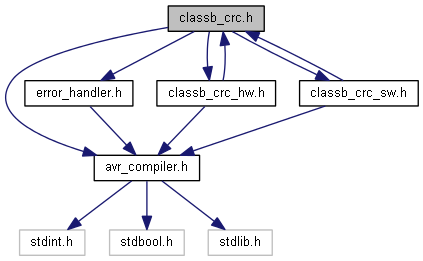 classb_crc.h
error_handler.h
classb_crc_hw.h
classb_crc_sw.h
avr_compiler.h
stdint.h
stdbool.h
stdlib.h